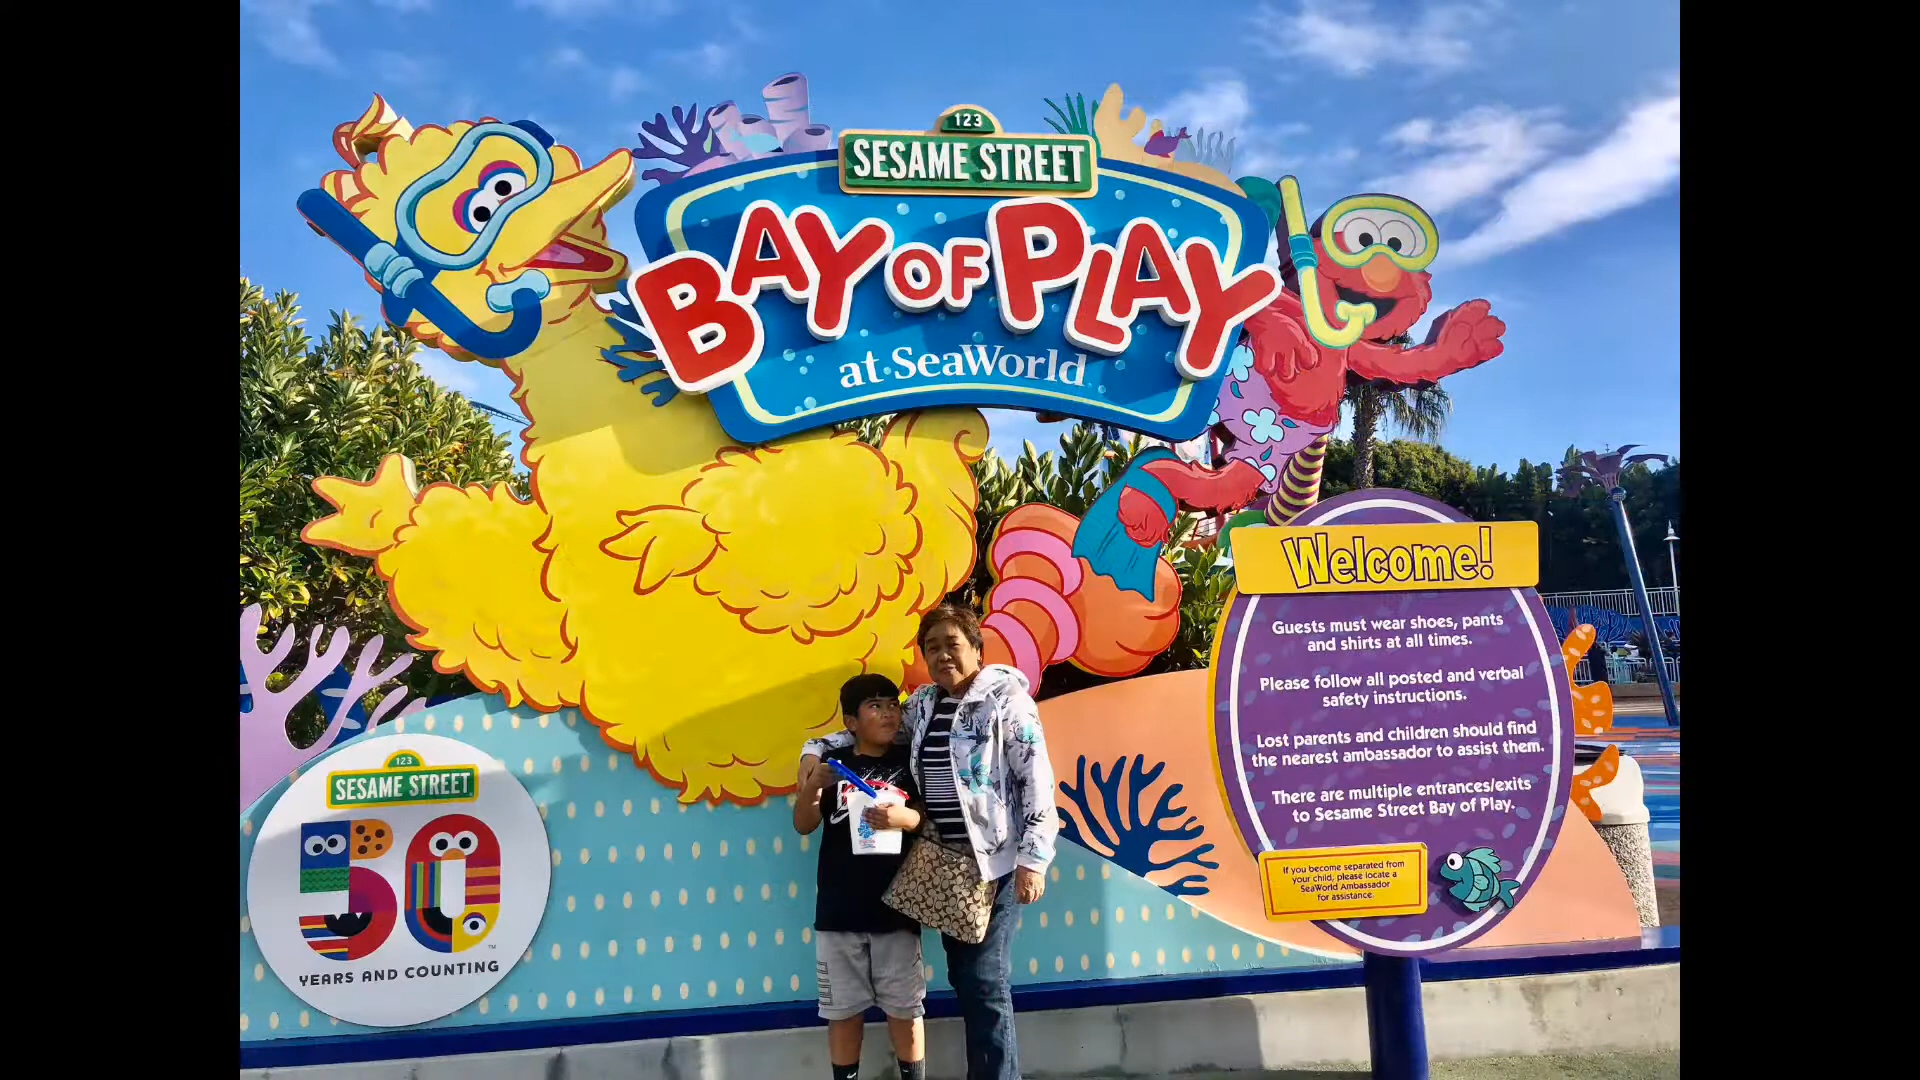 123
SESAME STREET
BAY OF PLAY
at SeaWorld
Welcome!
Guests must wear shoes, pants
and shirts at all times.
Please follow all posted and verbal
safety instructions.
Lost parents and children should find
the nearest ambassador to assist them.
There are multiple entrances/exits
to Sesame Street Bay of Play.
If you become separated from
your child, please locate a
SeaWorld Ambassador
for assistance.
123
SESAME STREET
50
TM
YEARS AND COUNTING